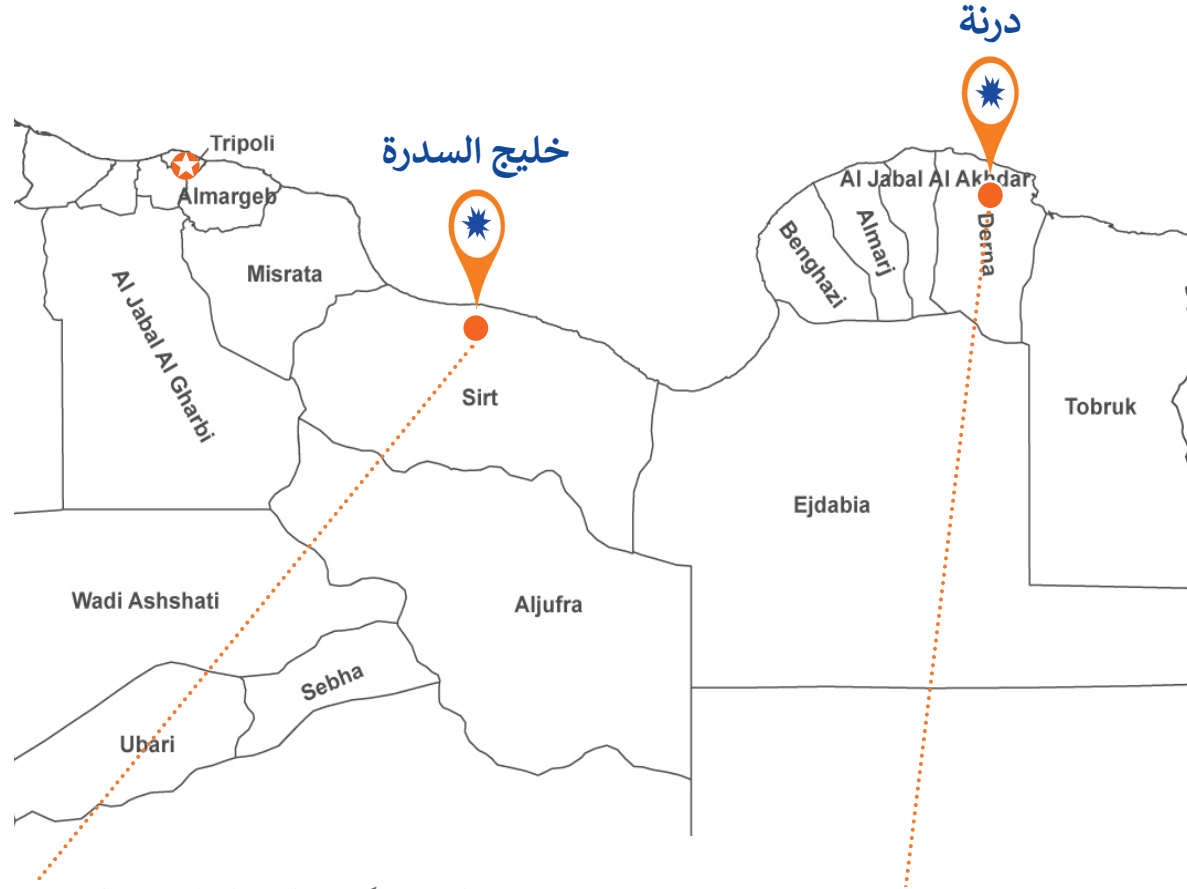 درنة
خليج السدرة
Tripoli
Almargeb
Al Jabal Al Akhdar
Misrata
Benghazi
Almarj
Derna
Al Jabal Al Gharbi
Sirt
Tobruk
Ejdabia
Wadi Ashshati
Aljufra
Sebha
Ubari